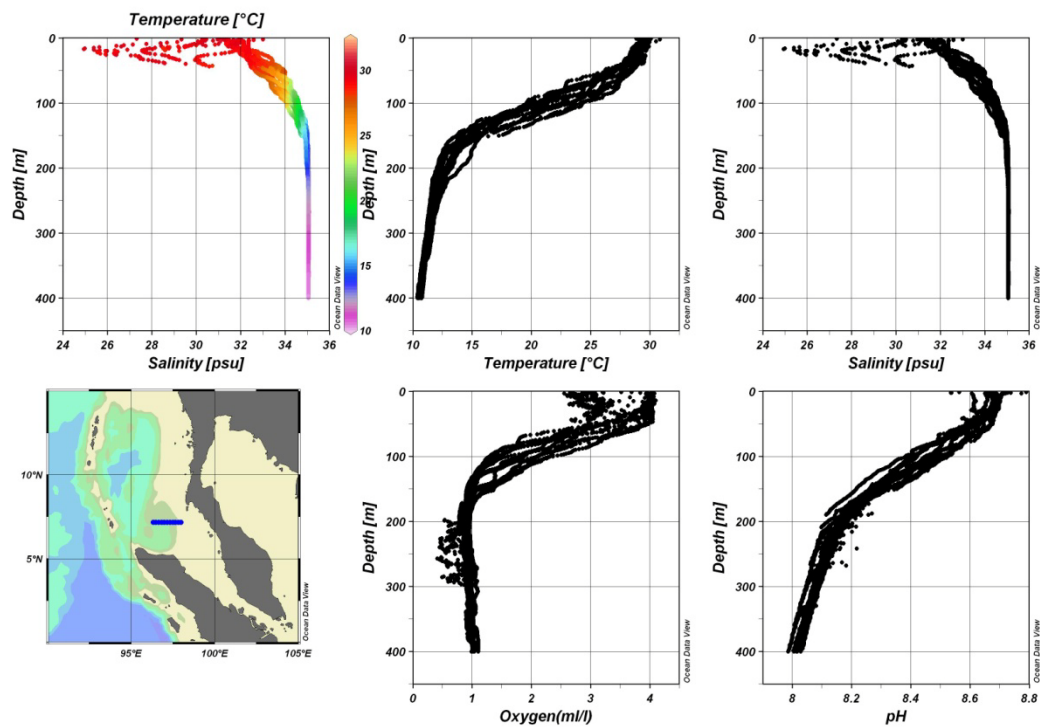 Temperature [°C]
0
100
200
300
400
Depth [m]
24 26 28 30 32 34 36
Salinity [psu]
30
25
20
15
10
Ocean Data View
0
100
200
300
400
Depth [m]
10 15 20 25 30
Temperature [°C]
Ocean Data View
0
100
200
300
400
Depth [m]
24 26 28 30 32 34 36
Salinity [psu]
Ocean Data View
10°N
5°N
95°E 100°E 105°E
Ocean Data View
0
100
200
300
400
Depth [m]
0 1 2 3 4
Oxygen(ml/l)
Ocean Data View
0
100
200
300
400
Depth [m]
8 8.2 8.4 8.6 8.8
pH
Ocean Data View